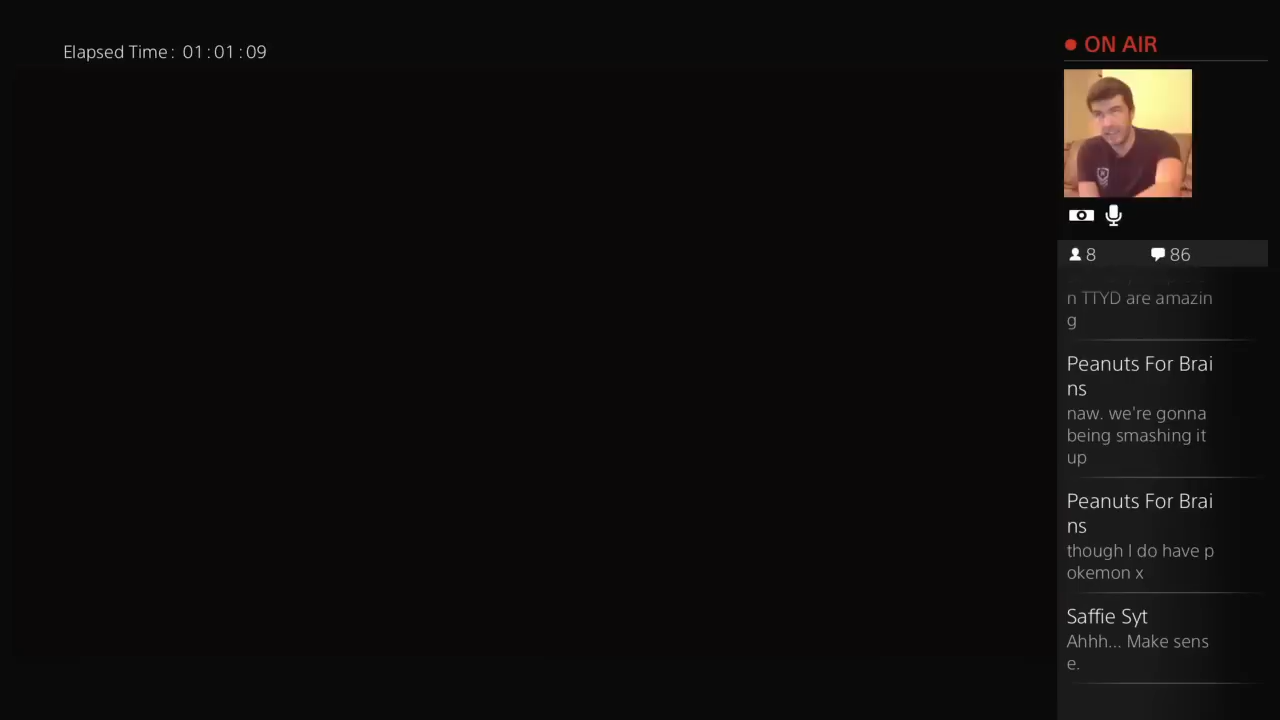 Elapsed Time: 01:01:09
ON AIR
8 86
n TTYD are amazin
g
Peanuts For Brai
ns
naw. we're gonna
being smashing it
up
Peanuts For Brai
ns
though I do have p
okemon x
Saffie Syt
Ahhh... Make sens
e.